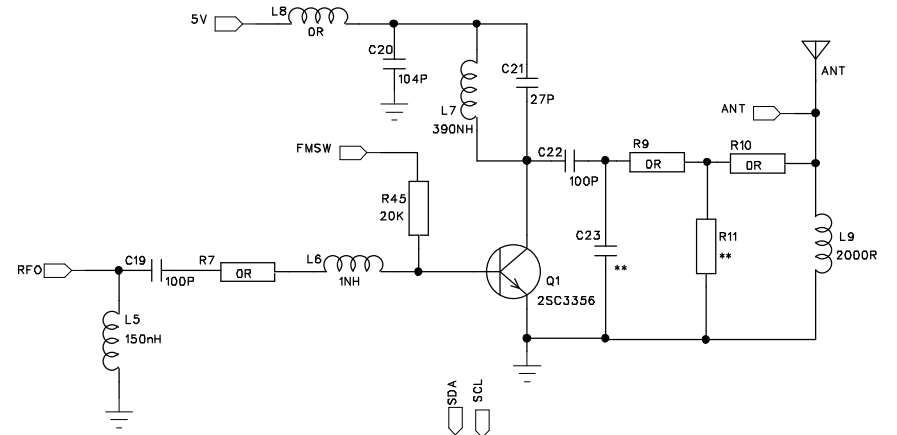 5V
L8
0R
C20
104P
L7
390NH
C21
27P
ANT
ANT
FMSW
R45
20K
C22
100P
R9
0R
R10
0R
RFO
C19
100P
R7
0R
L6
1NH
Q1
2SC3356
C23
**
R11
**
L9
2000R
L5
150nH
SDA
SCL